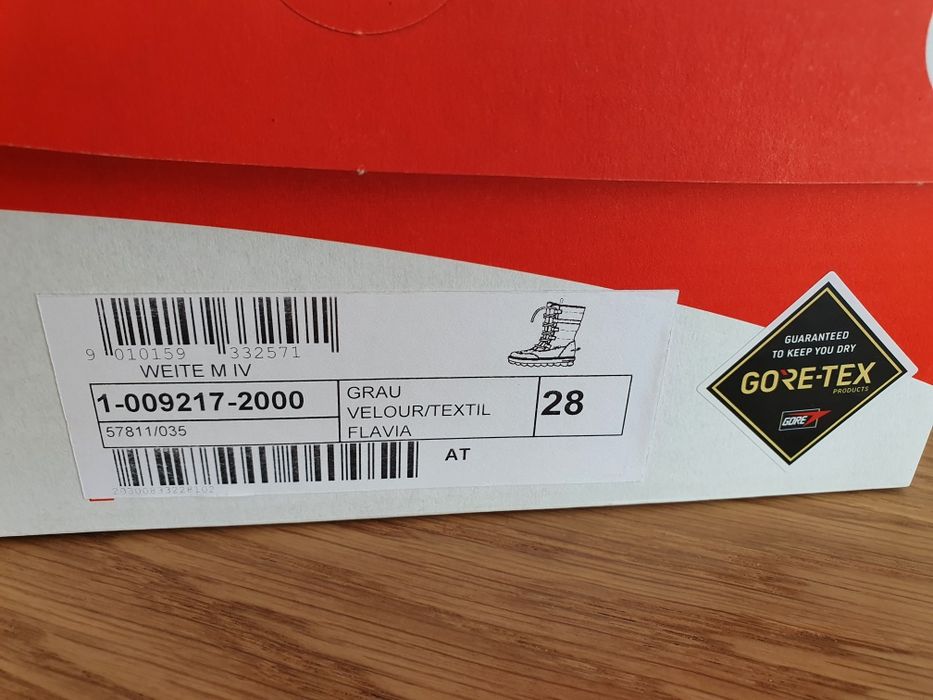 9 010159 332571
WEITE M IV
1-009217-2000
57811/035
GRAU
VELOUR/TEXTIL
FLAVIA
28
AT
GUARANTEED
TO KEEP YOU DRY
GORE-TEX
PRODUCTS
GORE